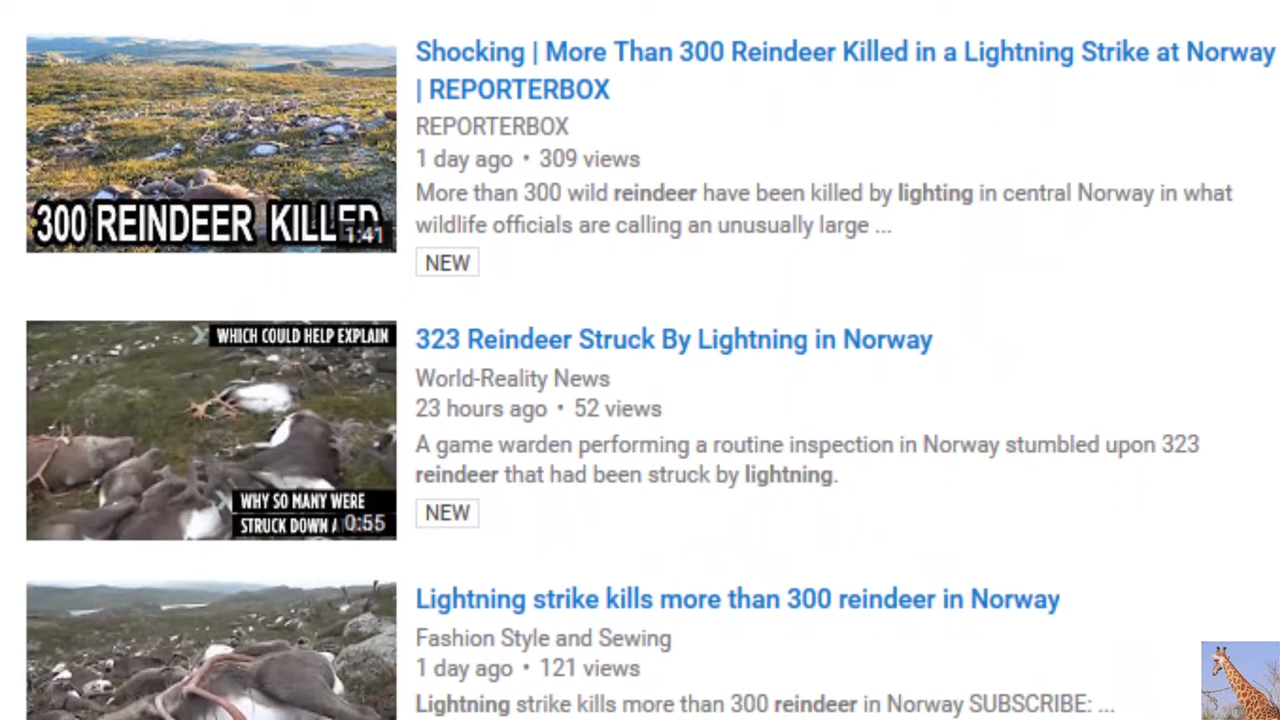 Shocking | More Than 300 Reindeer Killed in a Lightning Strike at Norway
| REPORTERBOX
REPORTERBOX
1 day ago • 309 views
More than 300 wild reindeer have been killed by lighting in central Norway in what
wildlife officials are calling an unusually large ...
NEW
300 REINDEER KILLED
1:41
WHICH COULD HELP EXPLAIN
WHY SO MANY WERE
STRUCK DOWN
0:55
323 Reindeer Struck By Lightning in Norway
World-Reality News
23 hours ago • 52 views
A game warden performing a routine inspection in Norway stumbled upon 323
reindeer that had been struck by lightning.
NEW
Lightning strike kills more than 300 reindeer in Norway
Fashion Style and Sewing
1 day ago • 121 views
Lightning strike kills more than 300 reindeer in Norway SUBSCRIBE: ...